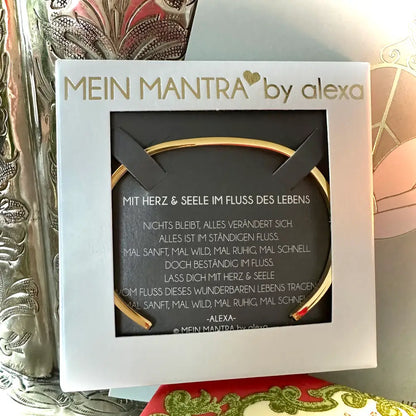 MEIN MANTRA by alexa
MIT HERZ & SEELE IM FLUSS DES LEBENS
NICHTS BLEIBT, ALLES VERÄNDERT SICH.
ALLES IST IM STÄNDIGEN FLUSS.
MAL SANFT, MAL WILD, MAL RUHIG, MAL SCHNELL
DOCH BESTÄNDIG IM FLUSS.
LASS DICH MIT HERZ & SEELE
VOM FLUSS DIESES WUNDERBAREN LEBENS TRAGEN
MAL SANFT, MAL WILD, MAL RUHIG, MAL SCHNELL
-ALEXA-
© MEIN MANTRA by alexa